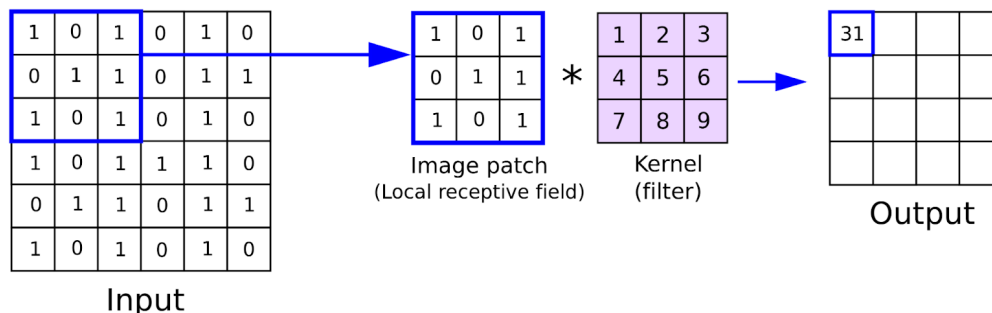 1 0 1 0 1 0
0 1 1 0 1 1
1 0 1 0 1 0
1 0 1 1 1 0
0 1 1 0 1 1
1 0 1 0 1 0
Input
1 0 1
0 1 1
1 0 1
Image patch
(Local receptive field)
*
1 2 3
4 5 6
7 8 9
Kernel
(filter)
31
Output